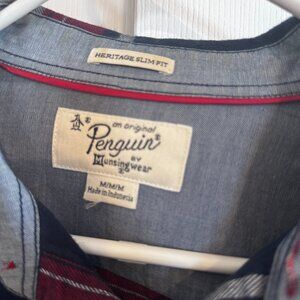 HERITAGE SLIM FIT
an original
Penguin
BY
Munsingwear
M/M/M
Made in Indonesia